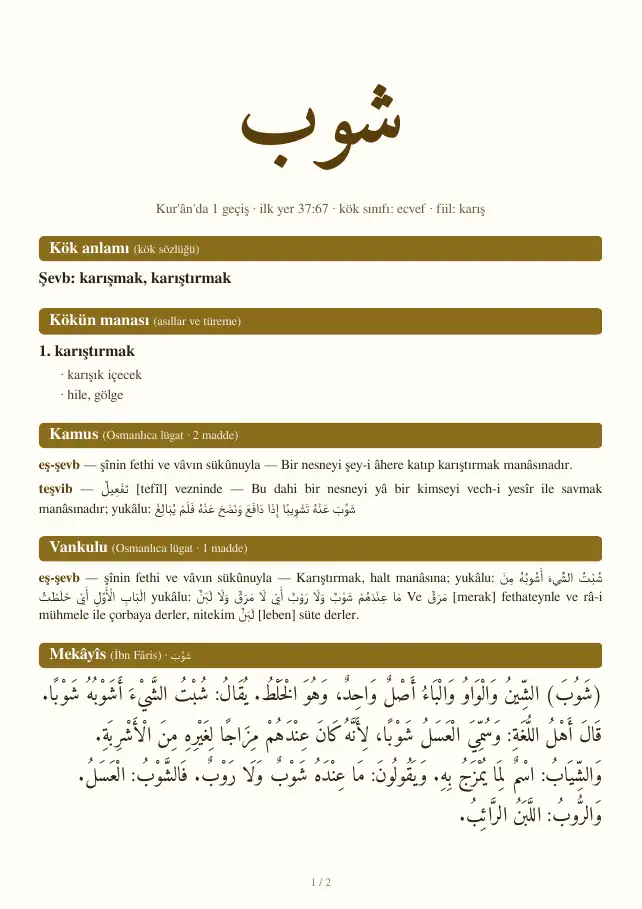 شوب
Kur'ân'da 1 geçiş · ilk yer 37:67 · kök sınıfı: ecvef · fiil: karış
Kök anlamı (kök sözlüğü)
Şevb: karışmak, karıştırmak
Kökün manası (asıllar ve türeme)
1. karıştırmak
· karışık içecek
· hile, gölge
Kamus (Osmanlıca lügat · 2 madde)
eş-şevb — şînin fethi ve vâvın sükûnuyla — Bir nesneyi şey-i âhere katıp karıştırmak manâsınadır.
teşvib — تَفْعِيلٌ [tefîl] vezninde — Bu dahi bir nesneyi yâ bir kimseyi vech-i yesîr ile savmak
manâsınadır; yukâlu: شَوَّبَ عَنْهُ تَشْوِيبًا إِذَا دَافَعَ وَنَضَحَ عَنْهُ فَلَمْ يُبَالِغْ
Vankulu (Osmanlıca lügat · 1 madde)
eş-şevb — şînin fethi ve vâvın sükûnuyla — Karıştırmak, halt manâsına; yukâlu: شُبْتُ الشَّيْءَ أَشُوبُهُ مِنَ
الْبَابِ الْأَوَّلِ أَيْ خَلَطْتُ yukâlu: مَا عِنْدَهُمْ شَوْبٌ وَلَا رَوْبٌ أَيْ لَا مَرَقٌ وَلَا لَبَنٌ Ve مَرَقٌ [merak] fethateynle ve râ-i
mühmele ile çorbaya derler, nitekim لَبَنٌ [leben] süte derler.
Mekâyîs (İbn Fâris) · شَوُبَ
(شَوُبَ) الشِّينُ وَالْوَاوُ وَالْبَاءُ أَصْلٌ وَاحِدٌ، وَهُوَ الْخَلْطُ. يُقَالُ: شُبْتُ الشَّيْءَ أَشُوبُهُ شَوْبًا.
قَالَ أَهْلُ اللُّغَةِ: وَسُمِّيَ الْعَسَلُ شَوْبًا، لِأَنَّهُ كَانَ عِنْدَهُمْ مِزَاجًا لِغَيْرِهِ مِنَ الْأَشْرِبَةِ.
وَالشِّيَابُ: اسْمٌ لِمَا يُمْزَجُ بِهِ. وَيَقُولُونَ: مَا عِنْدَهُ شَوْبٌ وَلَا رَوْبٌ. فَالشَّوْبُ: الْعَسَلُ.
وَالرُّوبُ: اللَّبَنُ الرَّائِبُ.
1 / 2